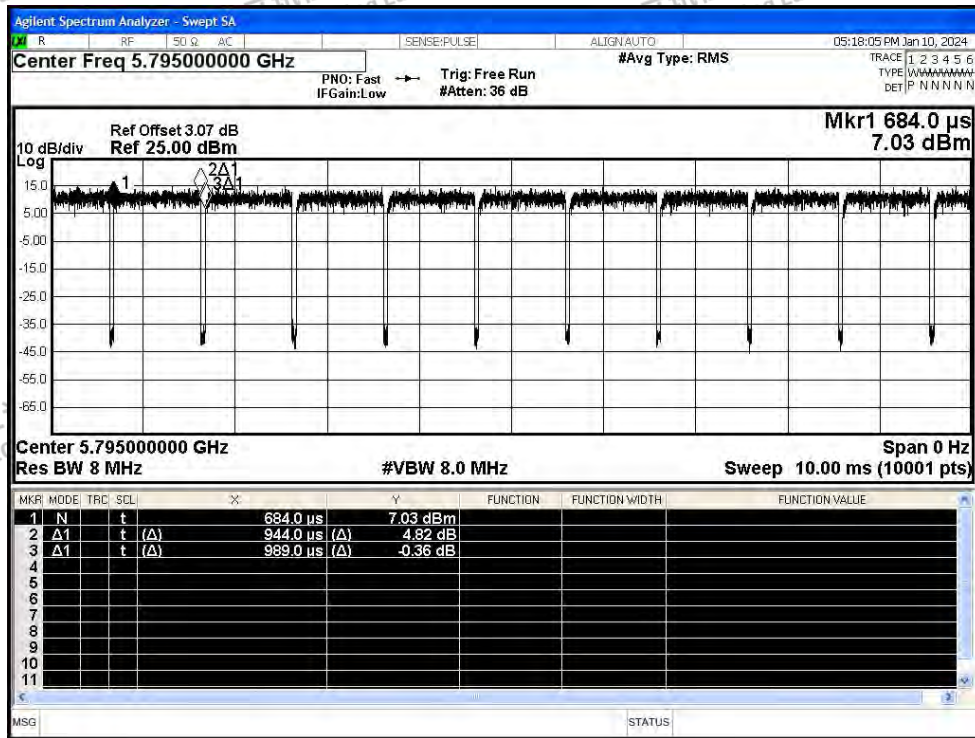 Agilent Spectrum Analyzer - Swept SA
LXI R RF 50 Ω AC SENSE:PULSE ALIGN AUTO 05:18:05 PM Jan 10, 2024
Center Freq 5.795000000 GHz #Avg Type: RMS TRACE 1 2 3 4 5 6
PNO: Fast Trig: Free Run TYPE
IFGain:Low #Atten: 36 dB DET P N N N N N
Mkr1 684.0 µs
Ref Offset 3.07 dB
10 dB/div Ref 25.00 dBm 7.03 dBm
Log
2Δ1
15.0 1 3Δ1
5.00
-5.00
-15.0
-25.0
-35.0
-45.0
-55.0
-65.0
Center 5.795000000 GHz Span 0 Hz
Res BW 8 MHz #VBW 8.0 MHz Sweep 10.00 ms (10001 pts)
MKR MODE TRC SCL X Y FUNCTION FUNCTION WIDTH FUNCTION VALUE
1 N t 684.0 µs 7.03 dBm
2 Δ1 t (Δ) 944.0 µs (Δ) 4.82 dB
3 Δ1 t (Δ) 989.0 µs (Δ) -0.36 dB
4
5
6
7
8
9
10
11
MSG STATUS